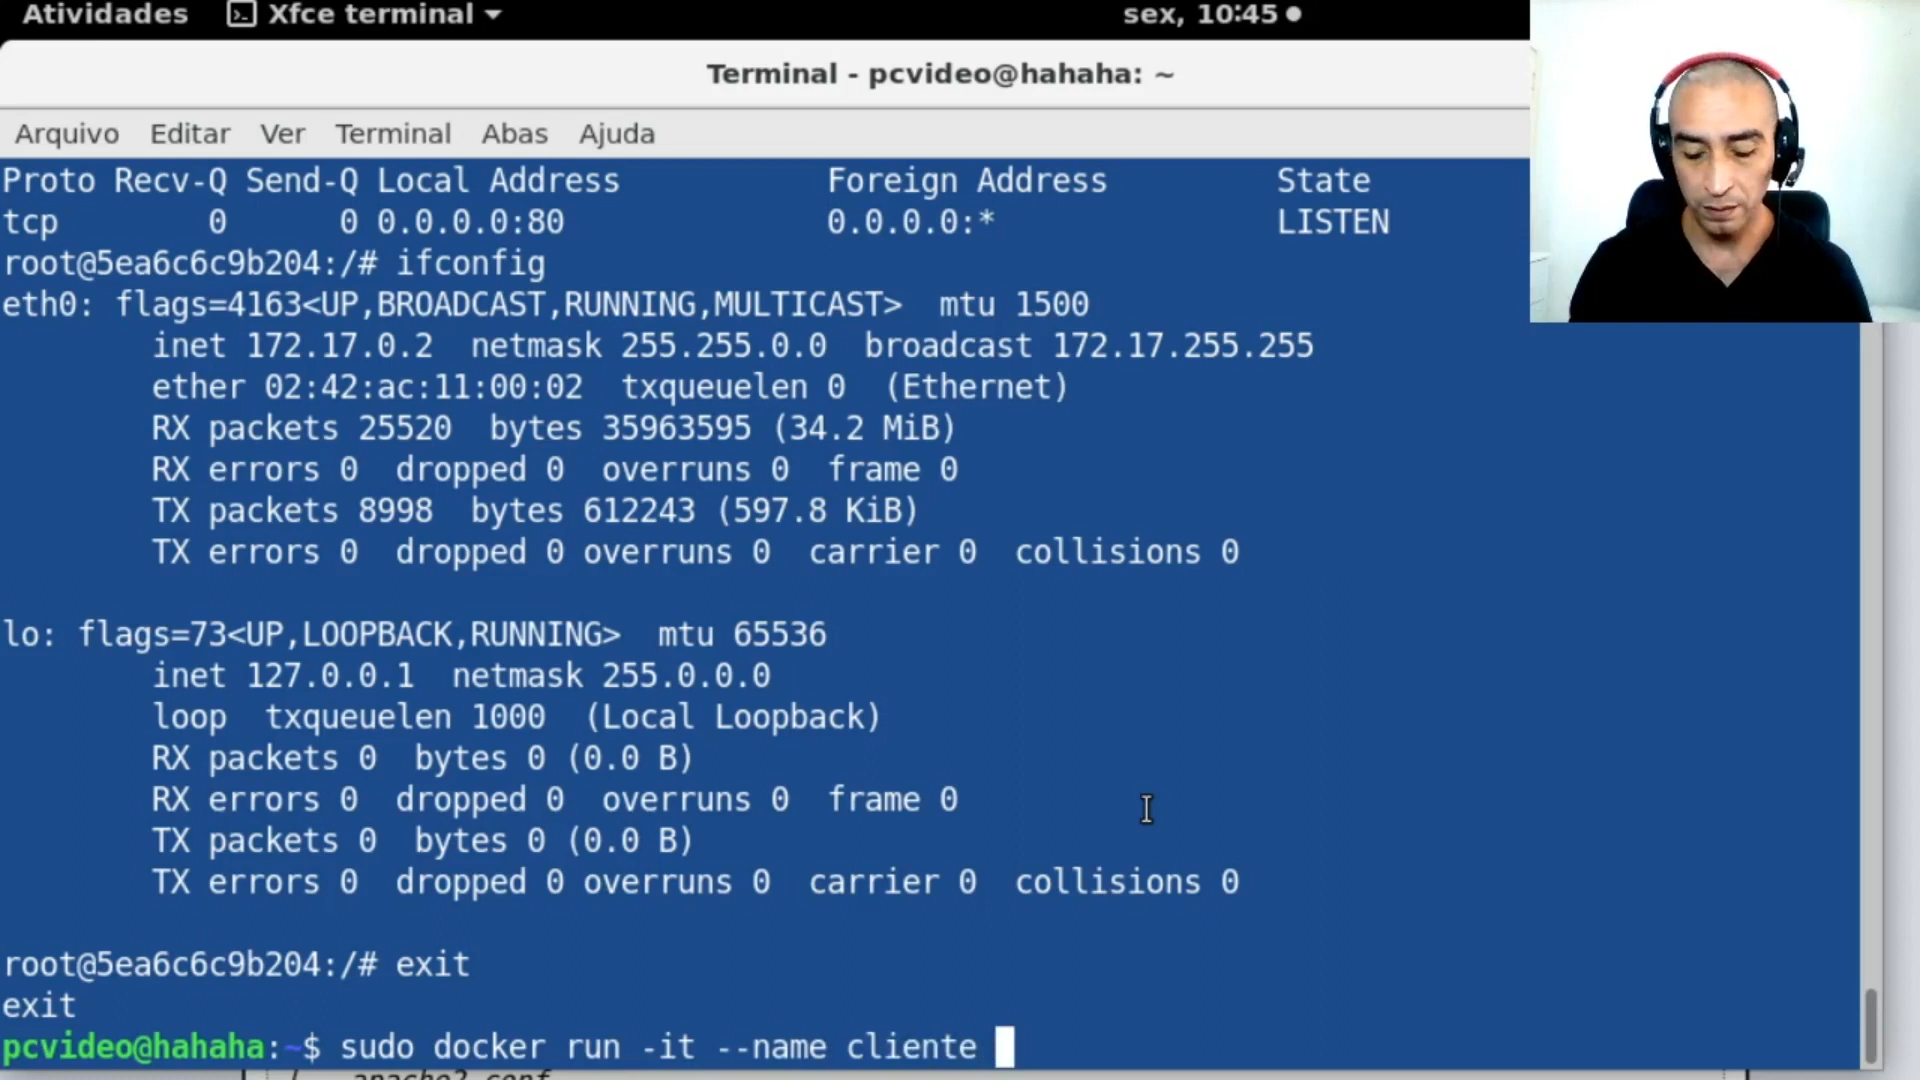 Atividades Xfce terminal sex, 10:45
Terminal - pcvideo@hahaha: ~
Arquivo Editar Ver Terminal Abas Ajuda
Proto Recv-Q Send-Q Local Address Foreign Address State
tcp 0 0 0.0.0.0:80 0.0.0.0:* LISTEN
root@5ea6c6c9b204:/# ifconfig
eth0: flags=4163<UP,BROADCAST,RUNNING,MULTICAST> mtu 1500
inet 172.17.0.2 netmask 255.255.0.0 broadcast 172.17.255.255
ether 02:42:ac:11:00:02 txqueuelen 0 (Ethernet)
RX packets 25520 bytes 35963595 (34.2 MiB)
RX errors 0 dropped 0 overruns 0 frame 0
TX packets 8998 bytes 612243 (597.8 KiB)
TX errors 0 dropped 0 overruns 0 carrier 0 collisions 0
lo: flags=73<UP,LOOPBACK,RUNNING> mtu 65536
inet 127.0.0.1 netmask 255.0.0.0
loop txqueuelen 1000 (Local Loopback)
RX packets 0 bytes 0 (0.0 B)
RX errors 0 dropped 0 overruns 0 frame 0
TX packets 0 bytes 0 (0.0 B)
TX errors 0 dropped 0 overruns 0 carrier 0 collisions 0
root@5ea6c6c9b204:/# exit
exit
pcvideo@hahaha:~$ sudo docker run -it --name cliente
apache2.conf